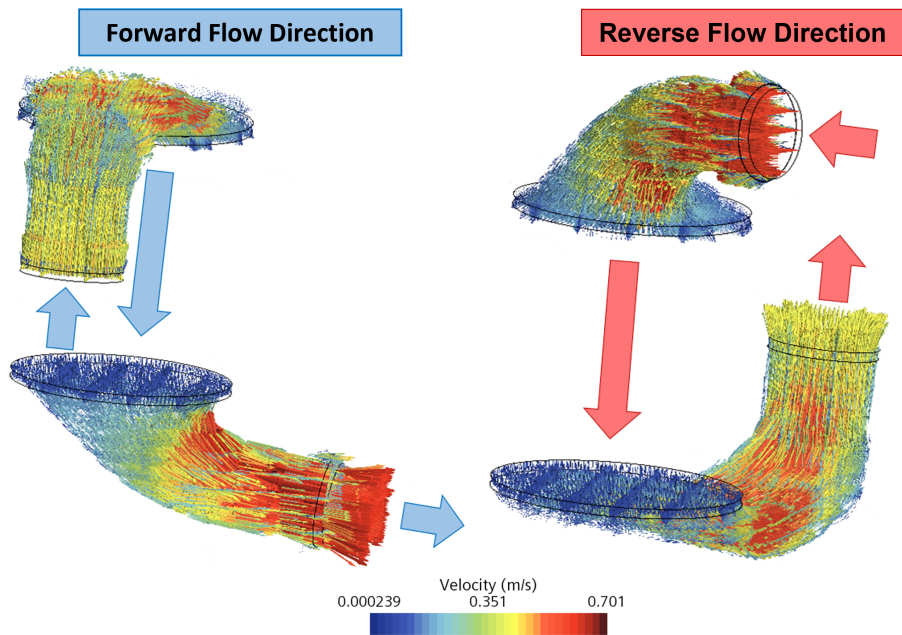 Forward Flow Direction
Reverse Flow Direction
Velocity (m/s)
0.000239 0.351 0.701